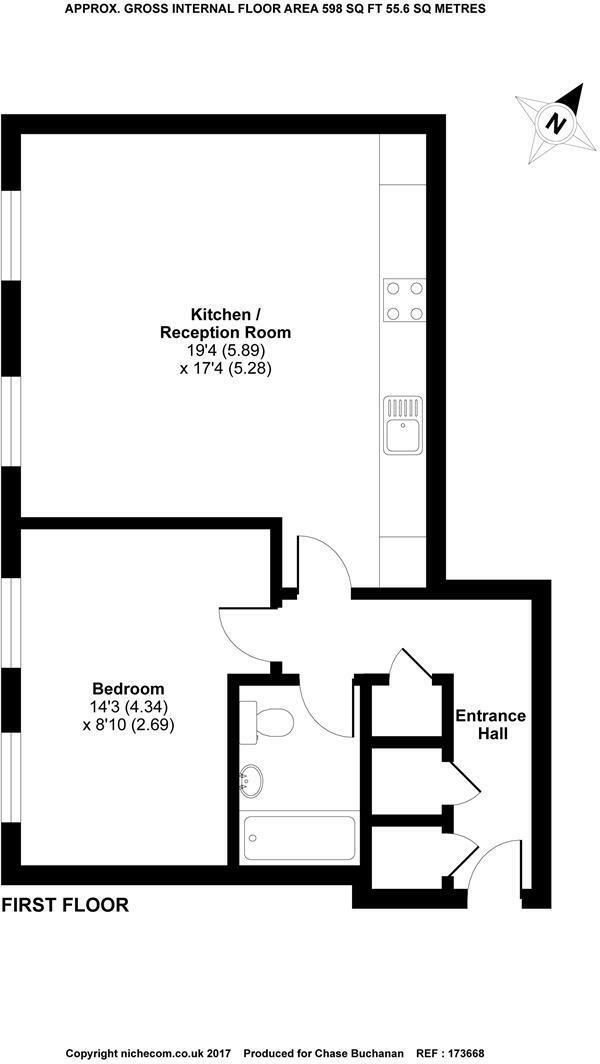 APPROX. GROSS INTERNAL FLOOR AREA 598 SQ FT 55.6 SQ METRES
N
Kitchen /
Reception Room
19'4 (5.89)
x 17'4 (5.28)
Bedroom
14'3 (4.34)
x 8'10 (2.69)
Entrance
Hall
FIRST FLOOR
Copyright nichecom.co.uk 2017 Produced for Chase Buchanan REF : 173668